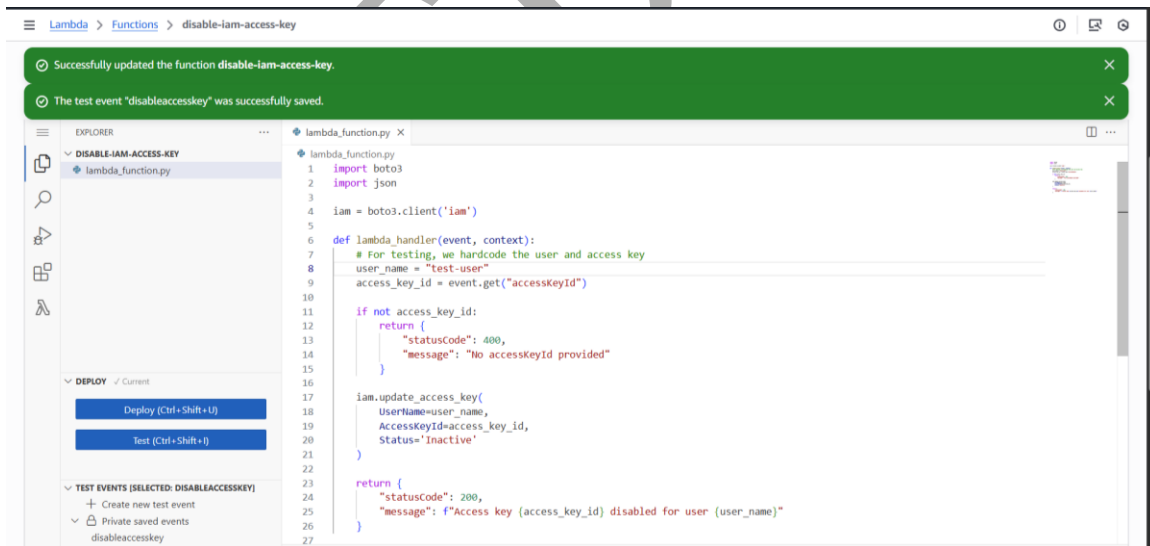 Lambda > Functions > disable-iam-access-key
Successfully updated the function disable-iam-access-key.
The test event "disableaccesskey" was successfully saved.
EXPLORER
DISABLE-IAM-ACCESS-KEY
lambda_function.py
DEPLOY ✓ Current
Deploy (Ctrl+Shift+U)
Test (Ctrl+Shift+I)
TEST EVENTS [SELECTED: DISABLEACCESSKEY]
+ Create new test event
Private saved events
disableaccesskey
lambda_function.py
lambda_function.py
1 import boto3
2 import json
3
4 iam = boto3.client('iam')
5
6 def lambda_handler(event, context):
7     # For testing, we hardcode the user and access key
8     user_name = "test-user"
9     access_key_id = event.get("accessKeyId")
10
11     if not access_key_id:
12         return {
13             "statusCode": 400,
14             "message": "No accessKeyId provided"
15         }
16
17     iam.update_access_key(
18         UserName=user_name,
19         AccessKeyId=access_key_id,
20         Status='Inactive'
21     )
22
23     return {
24         "statusCode": 200,
25         "message": f"Access key {access_key_id} disabled for user {user_name}"
26     }
27